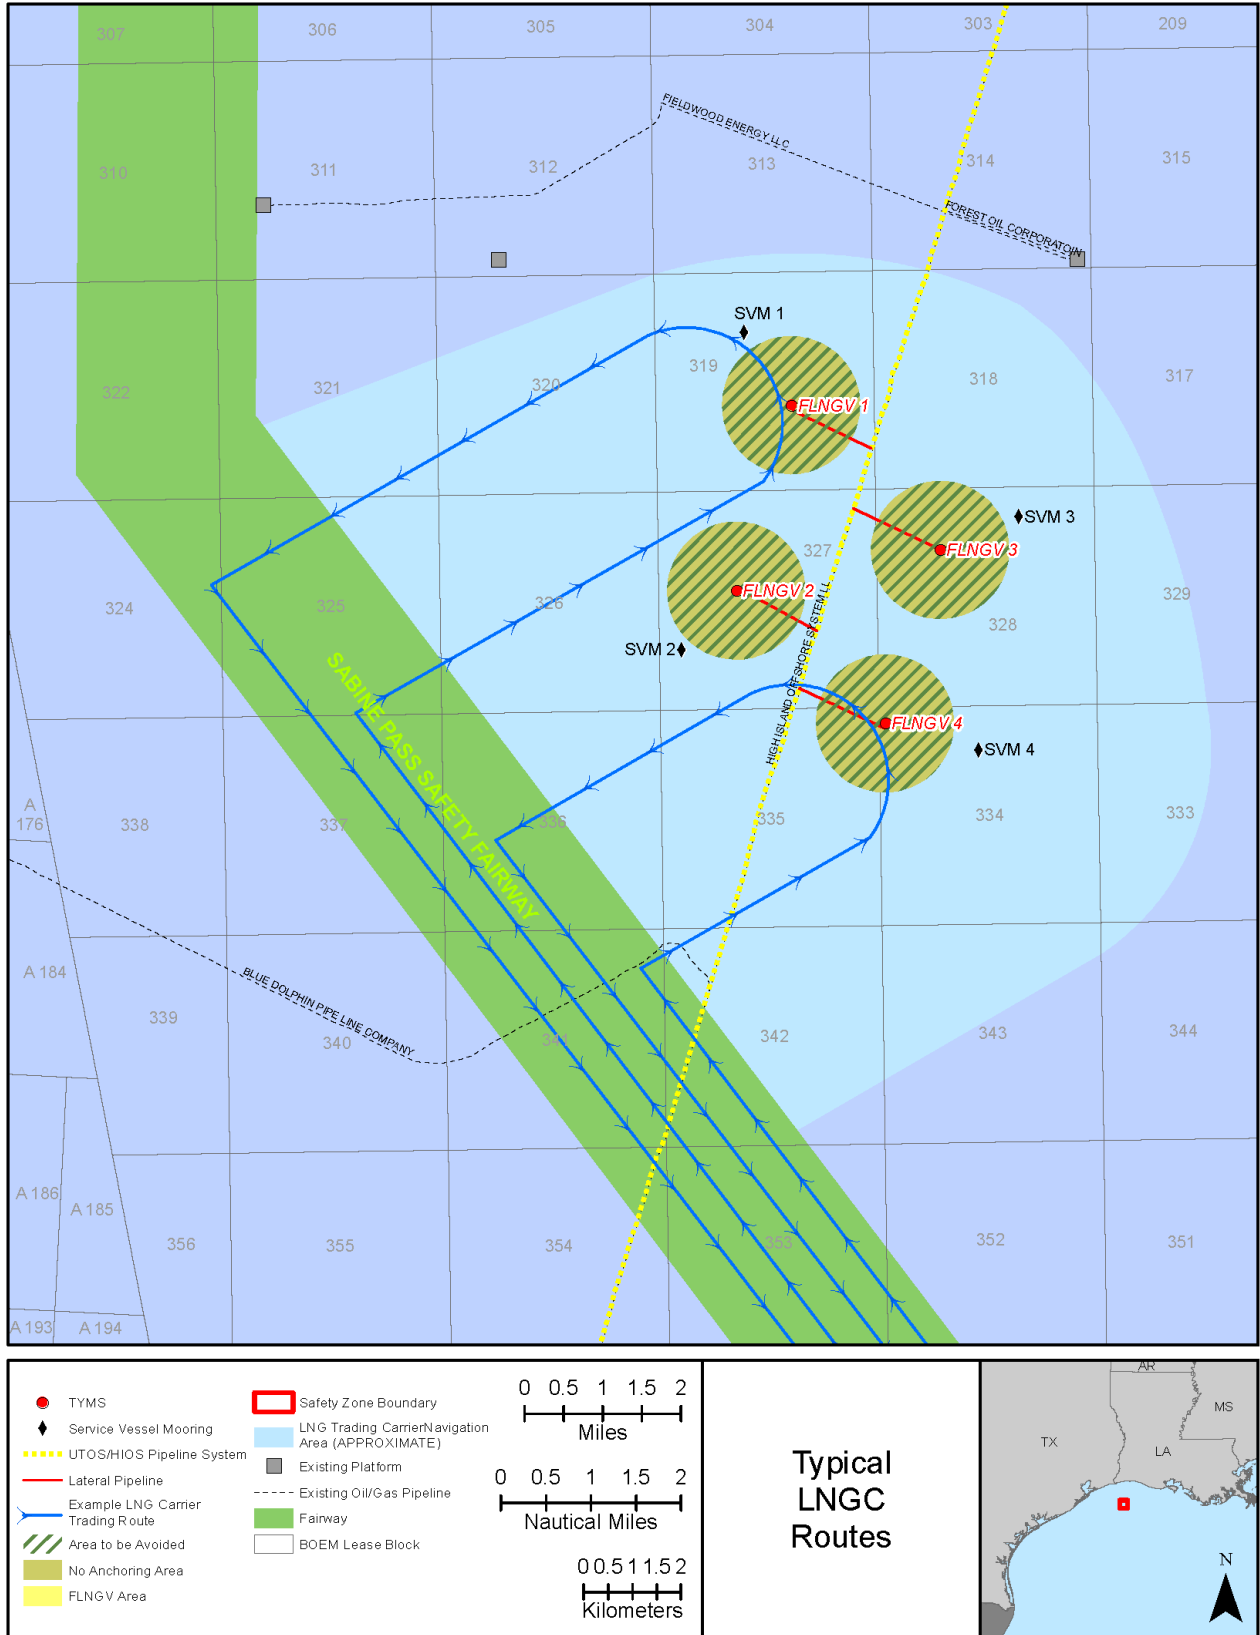 307
306
305
304
303
209
310
311
312
FIELDWOOD ENERGY LLC
313
314
315
FOREST OIL CORPORATOIN
SVM 1
322
321
320
319
318
317
FLNGV 1
SVM 3
FLNGV 3
324
325
326
327
328
329
FLNGV 2
SVM 2
HIGH ISLAND OFFSHORE SYSTEM LL
SABINE PASS SAFETY FAIRWAY
FLNGV 4
SVM 4
A
176
338
337
336
335
334
333
A 184
339
BLUE DOLPHIN PIPE LINE COMPANY
340
341
342
343
344
A 186
A 185
356
355
354
353
352
351
A 193
A 194
TYMS
Service Vessel Mooring
UTOS/HIOS Pipeline System
Lateral Pipeline
Example LNG Carrier
Trading Route
Area to be Avoided
No Anchoring Area
FLNGV Area
Safety Zone Boundary
LNG Trading CarrierNavigation
Area (APPROXIMATE)
Existing Platform
Existing Oil/Gas Pipeline
Fairway
BOEM Lease Block
0 0.5 1 1.5 2
Miles
0 0.5 1 1.5 2
Nautical Miles
0 0.5 1 1.5 2
Kilometers
Typical
LNGC
Routes
AR
MS
TX
LA
N